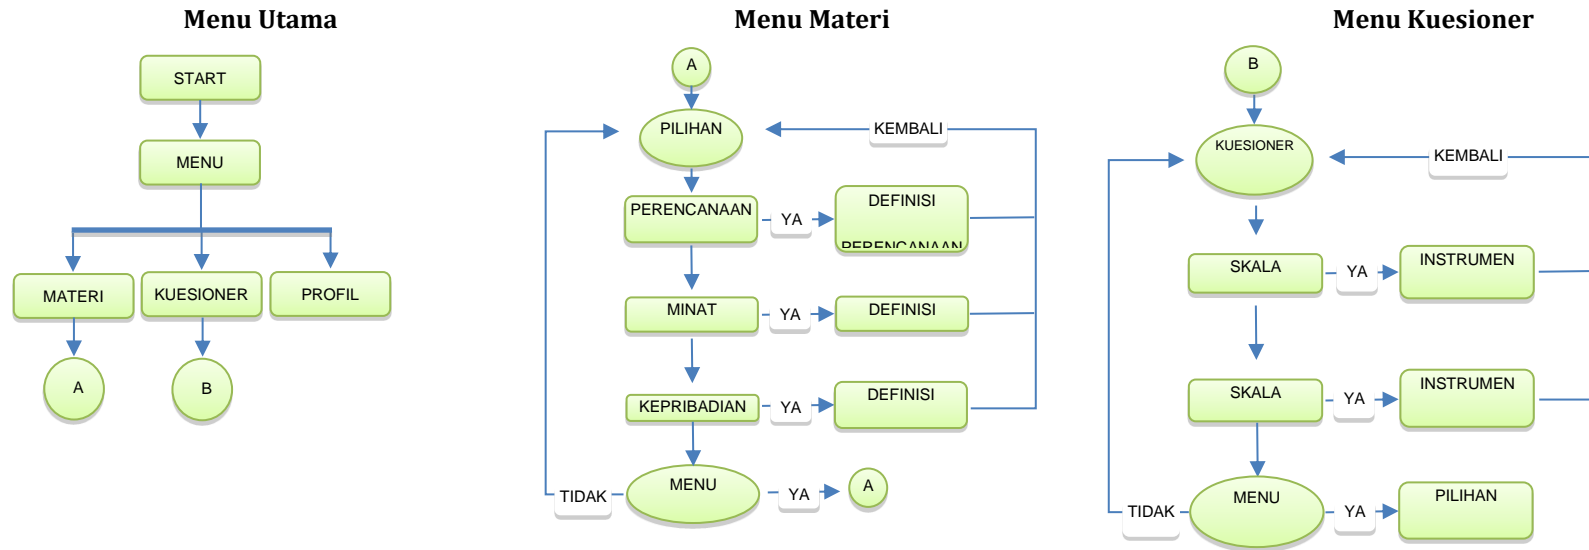 Menu Utama
START
MENU
MATERI
KUESIONER
PROFIL
A
B
Menu Materi
A
PILIHAN
KEMBALI
PERENCANAAN
YA
DEFINISI
PERENCANAAN
MINAT
YA
DEFINISI
KEPRIBADIAN
YA
DEFINISI
TIDAK
MENU
YA
A
Menu Kuesioner
B
KUESIONER
KEMBALI
SKALA
YA
INSTRUMEN
SKALA
YA
INSTRUMEN
TIDAK
MENU
YA
PILIHAN